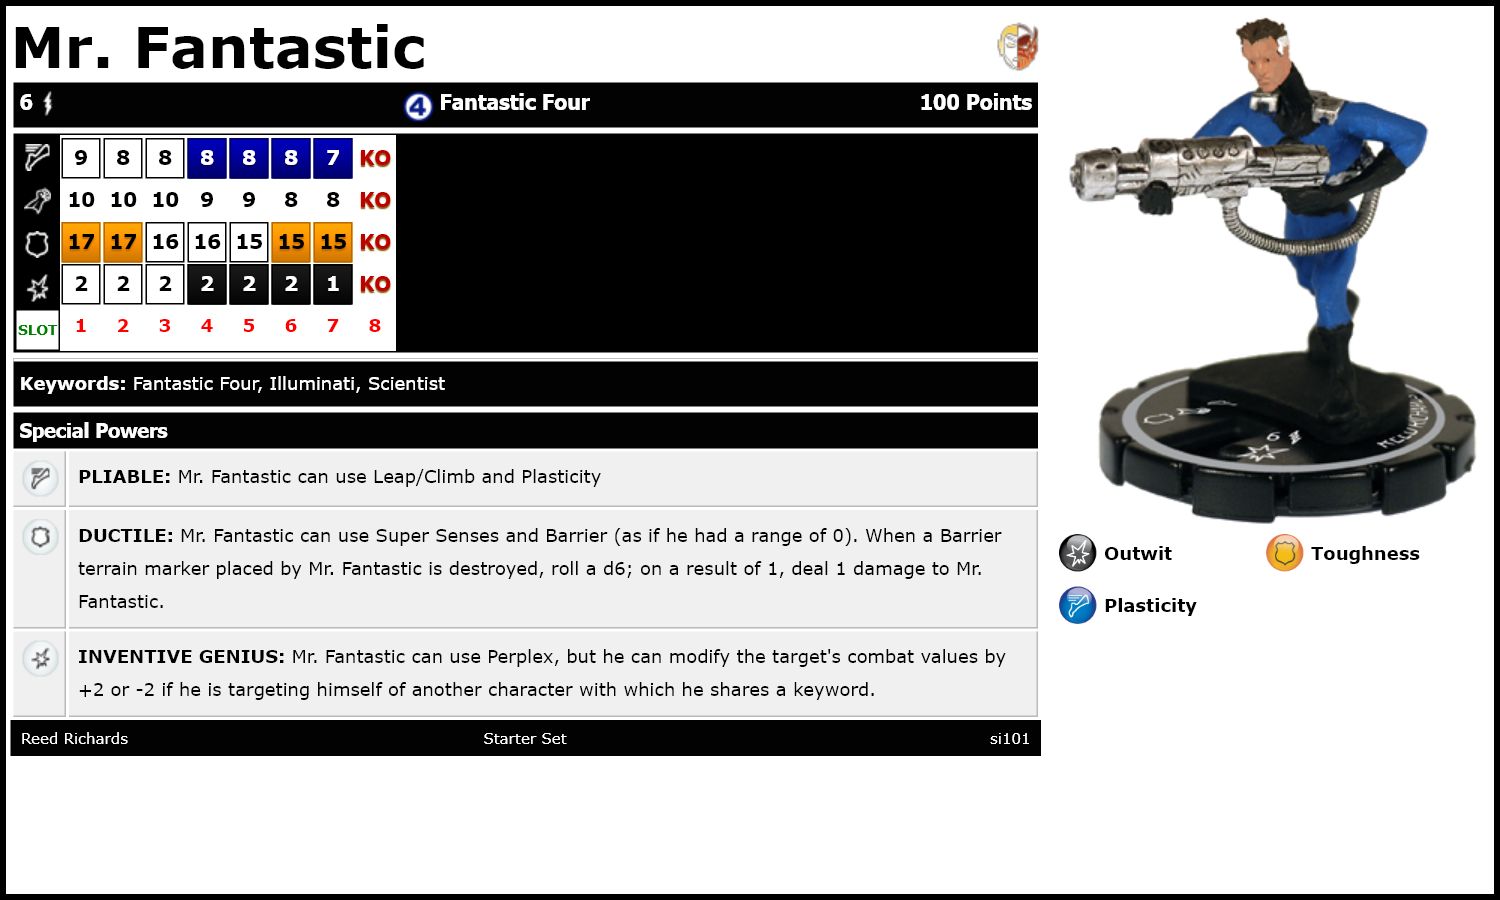 Mr. Fantastic
6 4 Fantastic Four 100 Points
9 8 8 8 8 8 7 KO
10 10 10 9 9 8 8 KO
17 17 16 16 15 15 15 KO
2 2 2 2 2 2 1 KO
SLOT 1 2 3 4 5 6 7 8
Keywords: Fantastic Four, Illuminati, Scientist
Special Powers
PLIABLE: Mr. Fantastic can use Leap/Climb and Plasticity
DUCTILE: Mr. Fantastic can use Super Senses and Barrier (as if he had a range of 0). When a Barrier
terrain marker placed by Mr. Fantastic is destroyed, roll a d6; on a result of 1, deal 1 damage to Mr.
Fantastic.
INVENTIVE GENIUS: Mr. Fantastic can use Perplex, but he can modify the target's combat values by
+2 or -2 if he is targeting himself of another character with which he shares a keyword.
Reed Richards Starter Set si101
6
Outwit Toughness
Plasticity